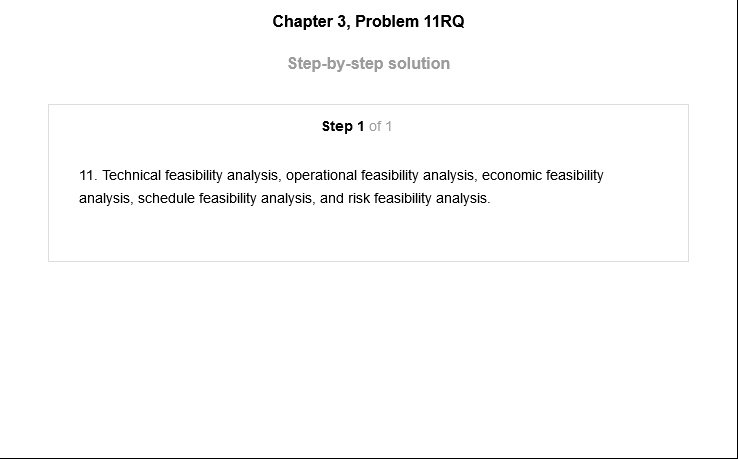 Chapter 3, Problem 11RQ
Step-by-step solution
Step 1 of 1
11. Technical feasibility analysis, operational feasibility analysis, economic feasibility
analysis, schedule feasibility analysis, and risk feasibility analysis.